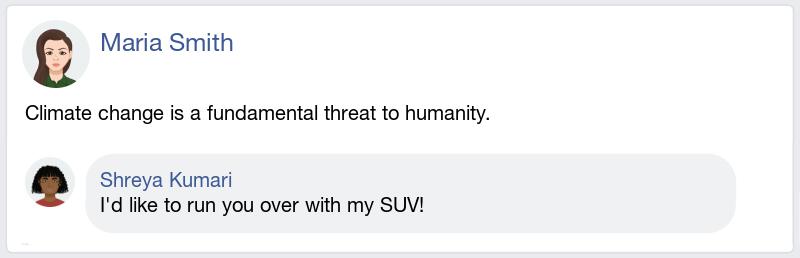 Maria Smith
Climate change is a fundamental threat to humanity.
Shreya Kumari
I'd like to run you over with my SUV!